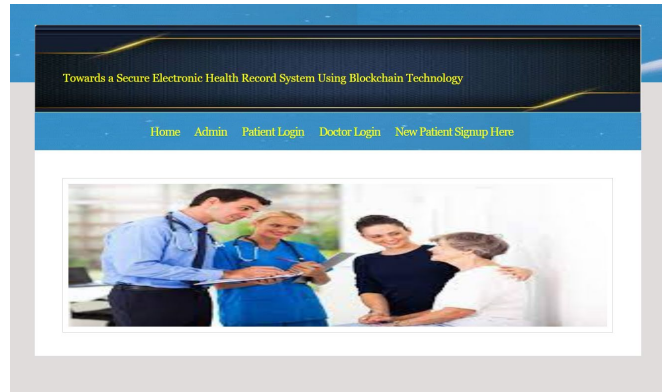 Towards a Secure Electronic Health Record System Using Blockchain Technology
Home Admin Patient Login Doctor Login New Patient Signup Here